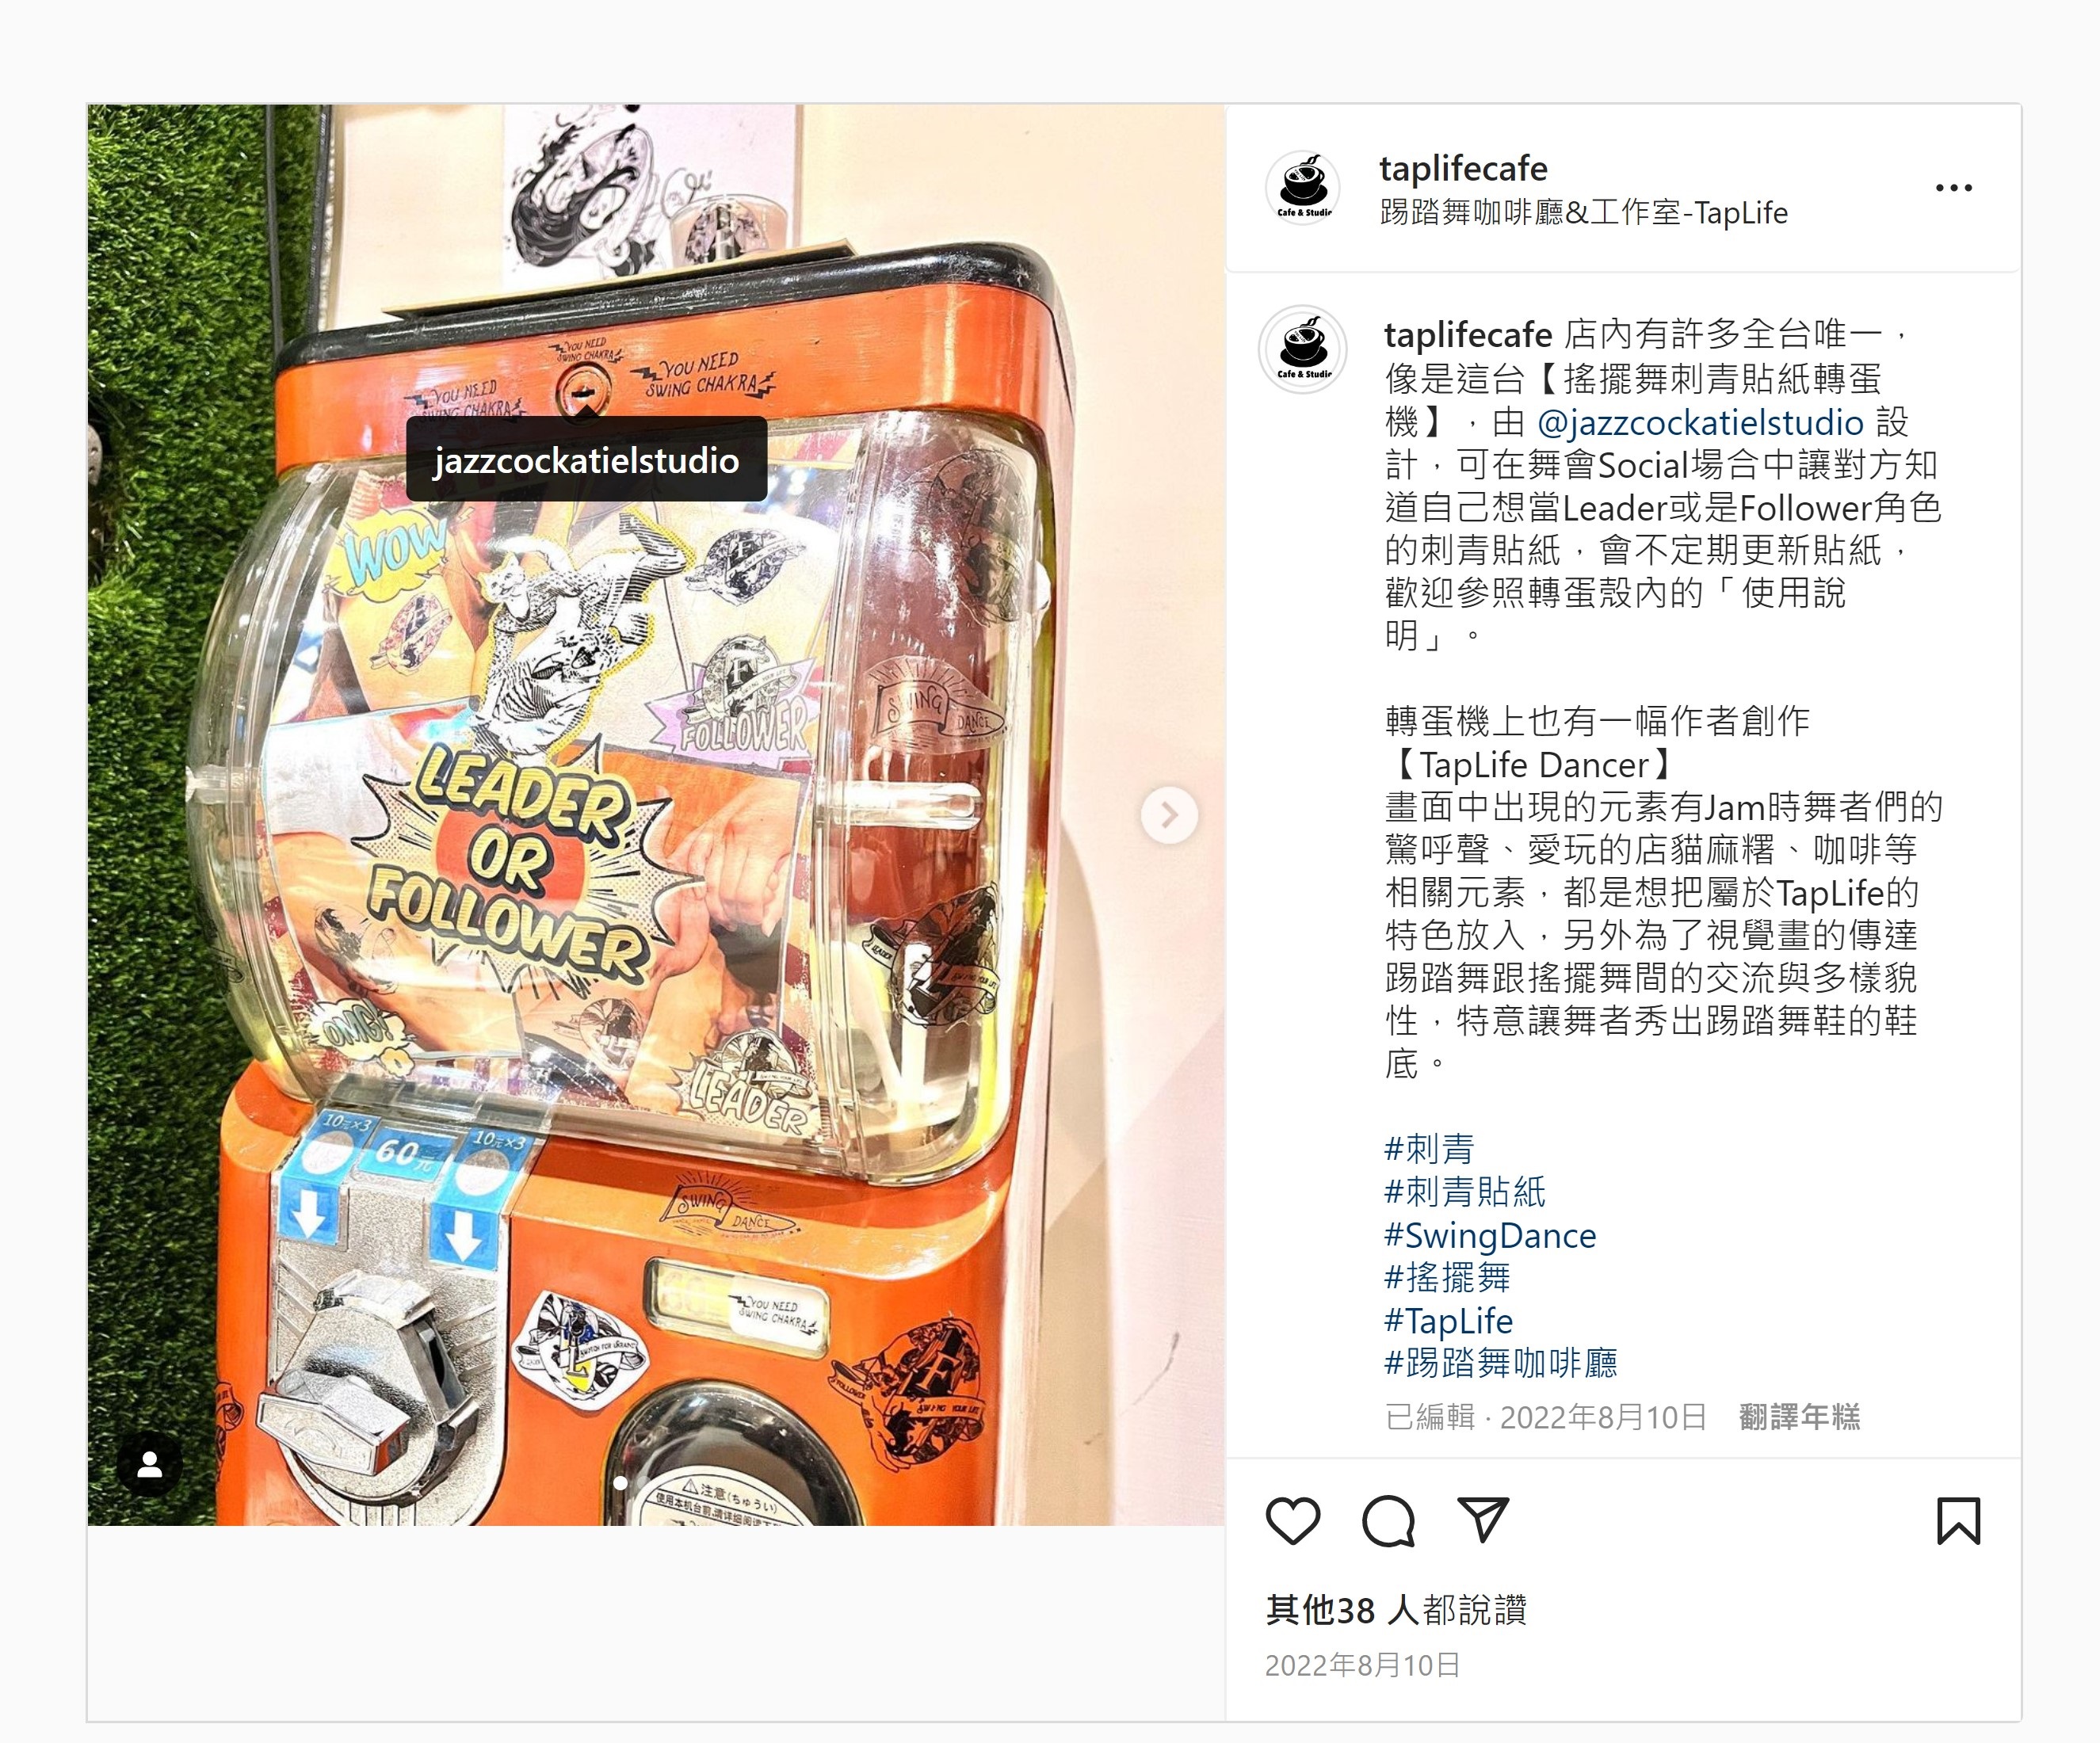 YOU NEED
SWING CHAKRA
YOU NEED
SWING CHAKRA
YOU NEED
SWING CHAKRA
jazzcockatielstudio
WOW
F
FOLLOWER
SWING
DANCE
LEADER
OR
FOLLOWER
OMG!
LEADER
10元×3
60元
10元×3
SWING
DANCE
YOU NEED
SWING CHAKRA
L
F
FOLLOWER
SWING YOUR LIFE
注意(ちゅうい)
taplifecafe
踢踏舞咖啡廳&工作室-TapLife
Cafe & Studio
Cafe & Studio
taplifecafe 店內有許多全台唯一，
像是這台【搖擺舞刺青貼紙轉蛋
機】，由 @jazzcockatielstudio 設
計，可在舞會Social場合中讓對方知
道自己想當Leader或是Follower角色
的刺青貼紙，會不定期更新貼紙，
歡迎參照轉蛋殼內的「使用說
明」。
轉蛋機上也有一幅作者創作
【TapLife Dancer】
畫面中出現的元素有Jam時舞者們的
驚呼聲、愛玩的店貓麻糬、咖啡等
相關元素，都是想把屬於TapLife的
特色放入，另外為了視覺畫的傳達
踢踏舞跟搖擺舞間的交流與多樣貌
性，特意讓舞者秀出踢踏舞鞋的鞋
底。
#刺青
#刺青貼紙
#SwingDance
#搖擺舞
#TapLife
#踢踏舞咖啡廳
已編輯 · 2022年8月10日 翻譯年糕
其他38 人都說讚
2022年8月10日